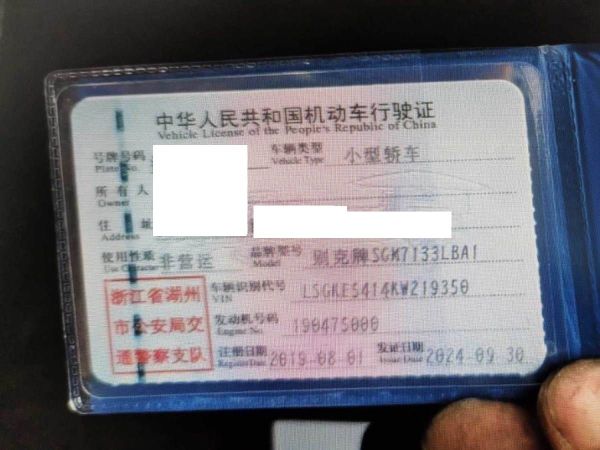 中华人民共和国机动车行驶证
Vehicle License of the People's Republic of China
号牌号码 车辆类型 小型轿车
Plate No. Vehicle Type
所有人
Owner
住 址
Address
使用性质 非营运 品牌型号 别克牌SGM7133LBA1
Use Character Model
浙江省湖州
市公安局交
通警察支队
车辆识别代号 LSGKE5414KW219350
VIN
发动机号码 190475000
Engine No.
注册日期 2019-08-01 发证日期 2024-09-30
Register Date Issue Date